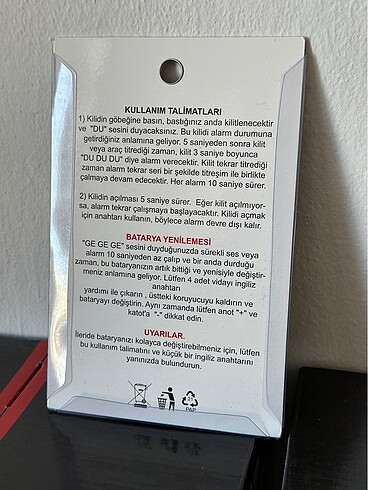 KULLANIM TALİMATLARI
1) Kilidin göbeğine basın, bastığınız anda kilitlenecektir
ve "DU" sesini duyacaksınız. Bu kilidi alarm durumuna
getirdiğiniz anlamına geliyor. 5 saniyeden sonra kilit
veya araç titrediği zaman, kilit 3 saniye boyunca
"DU DU DU" diye alarm verecektir. Kilit tekrar titrediği
zaman alarm tekrar seri bir şekilde titreşim ile birlikte
çalmaya devam edecektir. Her alarm 10 saniye sürer.
2) Kilidin açılması 5 saniye sürer. Eğer kilit açılmıyor-
sa, alarm tekrar çalışmaya başlayacaktır. Kilidi açmak
için anahtarı kullanın, böylece alarm devre dışı kalır.
BATARYA YENİLEMESİ
"GE GE GE" sesini duyduğunuzda sürekli ses veya
alarm 10 saniyeden az çalıp ve bir anda durduğu
zaman, bu bataryanızın artık bittiği ve yenisiyle değiştir-
meniz anlamına geliyor. Lütfen 4 adet vidayı ingiliz
anahtarı
yardımı ile çıkarın , üstteki koruyucuyu kaldırın ve
bataryayı değiştirin. Aynı zamanda lütfen anot "+" ve
katot'a "-" dikkat edin.
UYARILAR.
İleride bataryanızı kolayca değiştirebilmeniz için, lütfen
bu kullanım talimatını ve küçük bir ingiliz anahtarını
yanınızda bulundurun.
PAP